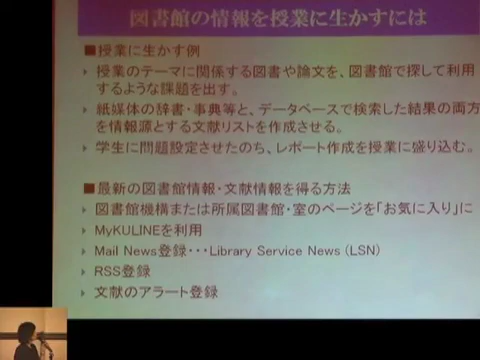 図書館の情報を授業に生かすには
■授業に生かす例
授業のテーマに関係する図書や論文を、図書館で探して利用
するような課題を出す。
紙媒体の辞書・事典等と、データベースで検索した結果の両方
を情報源とする文献リストを作成させる。
学生に問題設定させたのち、レポート作成を授業に盛り込む。
■最新の図書館情報・文献情報を得る方法
図書館機構または所属図書館・室のページを「お気に入り」に
MyKULINEを利用
Mail News登録・・・Library Service News (LSN)
RSS登録
文献のアラート登録